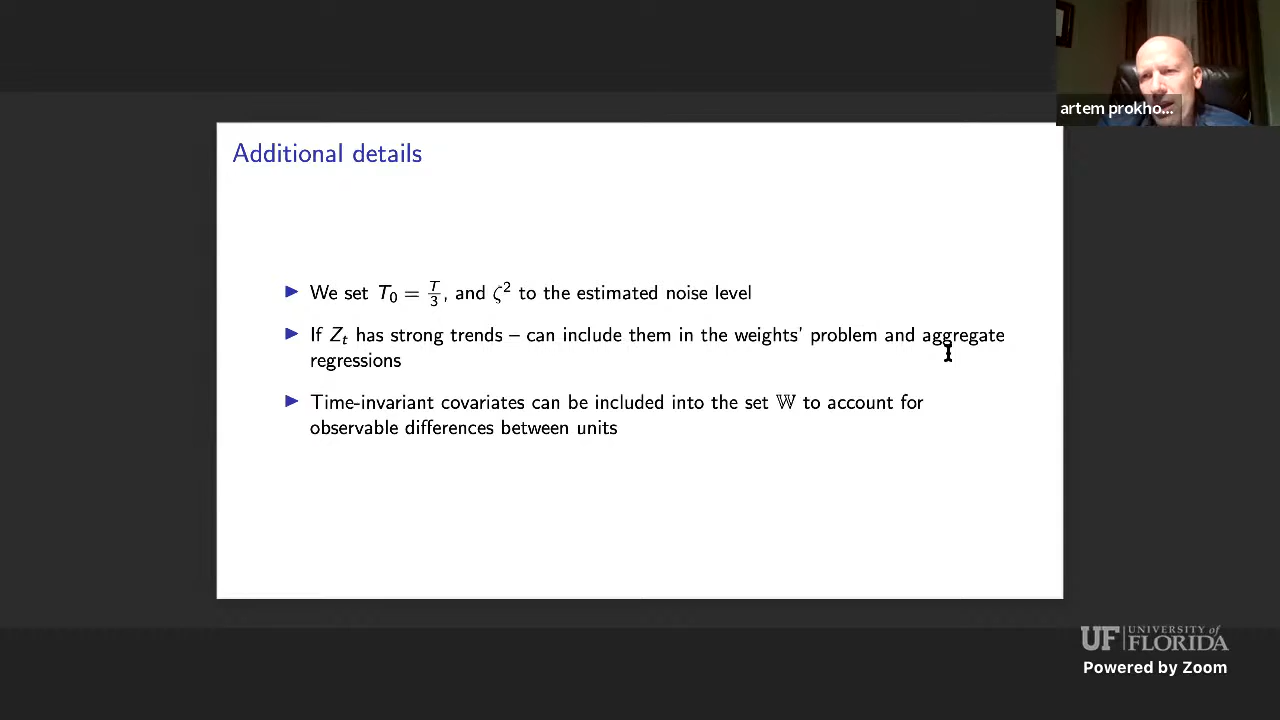 artem prokho...
Additional details
We set T₀ = T/3, and ζ² to the estimated noise level
If Zₜ has strong trends – can include them in the weights' problem and aggregate
regressions
Time-invariant covariates can be included into the set 𝕎 to account for
observable differences between units
UF UNIVERSITY of FLORIDA
Powered by Zoom